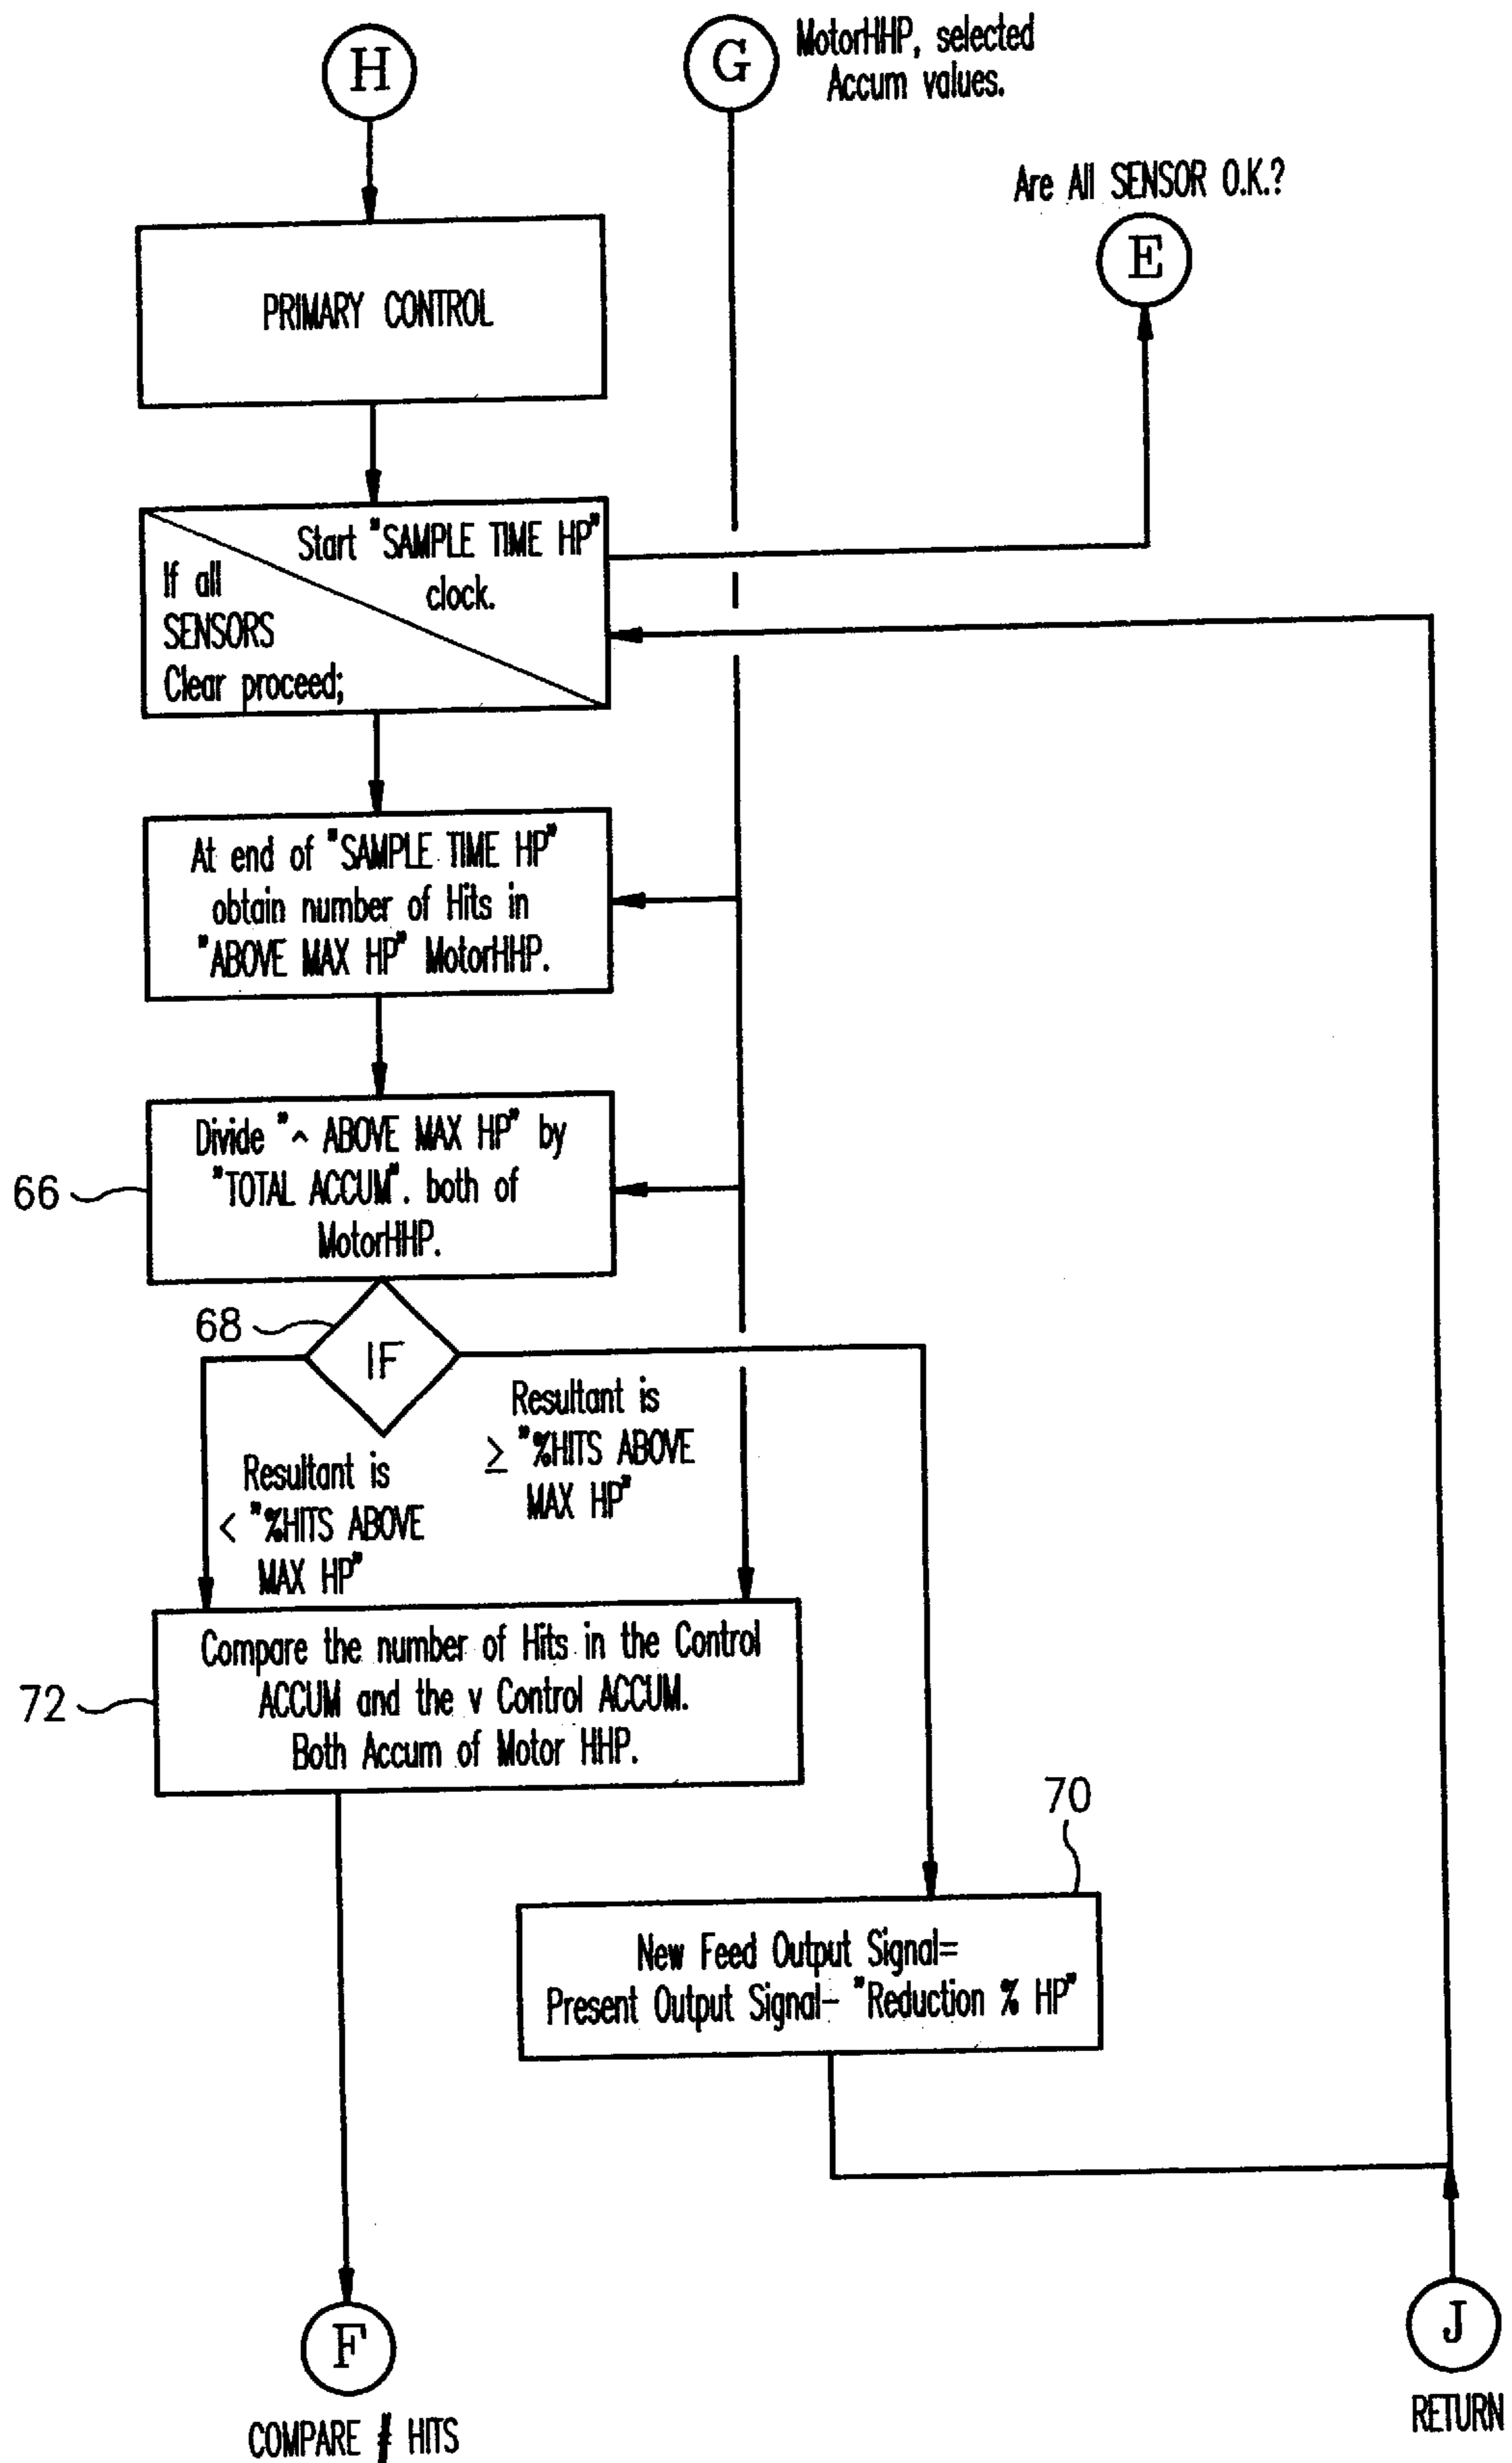 H
G
MotorHHP, selected
Accum values.
Are All SENSOR O.K.?
E
PRIMARY CONTROL
Start "SAMPLE TIME HP"
clock.
If all
SENSORS
Clear proceed;
At end of "SAMPLE TIME HP"
obtain number of Hits in
"ABOVE MAX HP" MotorHHP.
66
Divide "^ ABOVE MAX HP" by
"TOTAL ACCUM". both of
MotorHHP.
68
IF
Resultant is
≥ "%HITS ABOVE
MAX HP"
Resultant is
< "%HITS ABOVE
MAX HP"
72
Compare the number of Hits in the Control
ACCUM and the v Control ACCUM.
Both Accum of Motor HHP.
70
New Feed Output Signal=
Present Output Signal- "Reduction % HP"
F
COMPARE # HITS
J
RETURN